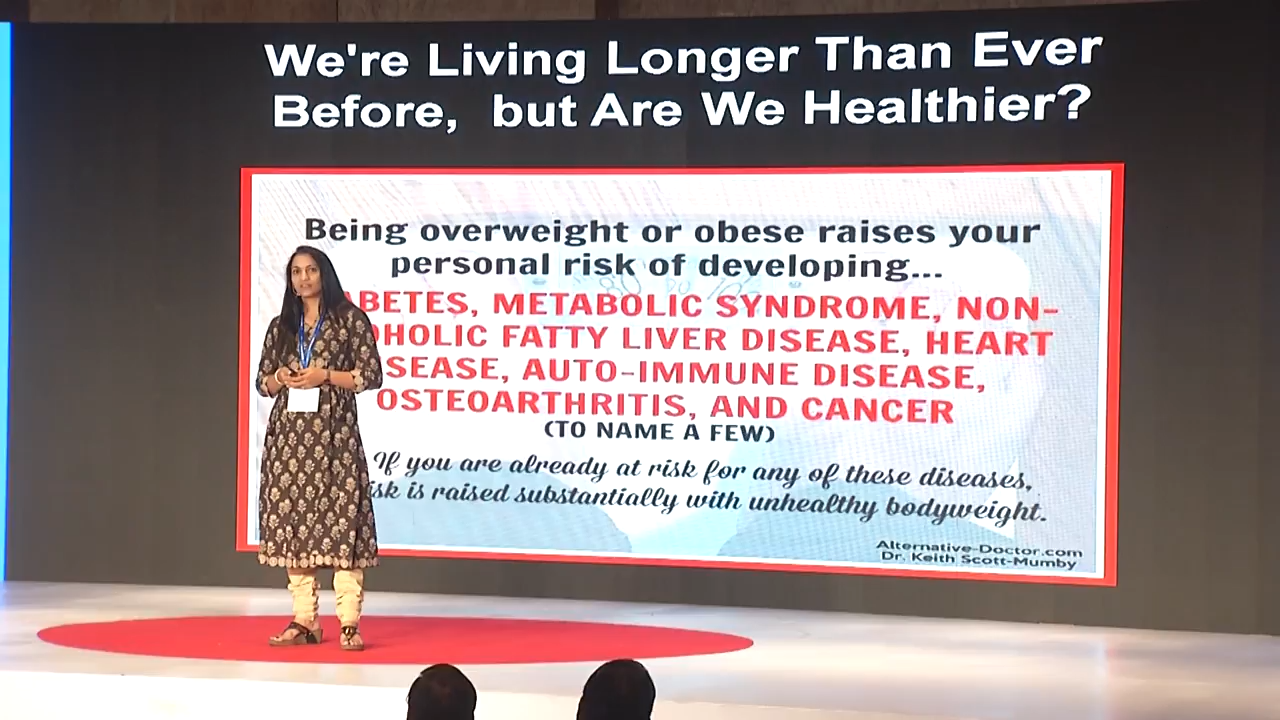 We're Living Longer Than Ever
Before, but Are We Healthier?
Being overweight or obese raises your
personal risk of developing...
ABETES, METABOLIC SYNDROME, NON-
OHOLIC FATTY LIVER DISEASE, HEART
SEASE, AUTO-IMMUNE DISEASE,
OSTEOARTHRITIS, AND CANCER
(TO NAME A FEW)
If you are already at risk for any of these diseases,
isk is raised substantially with unhealthy bodyweight.
Alternative-Doctor.com
Dr. Keith Scott-Mumby